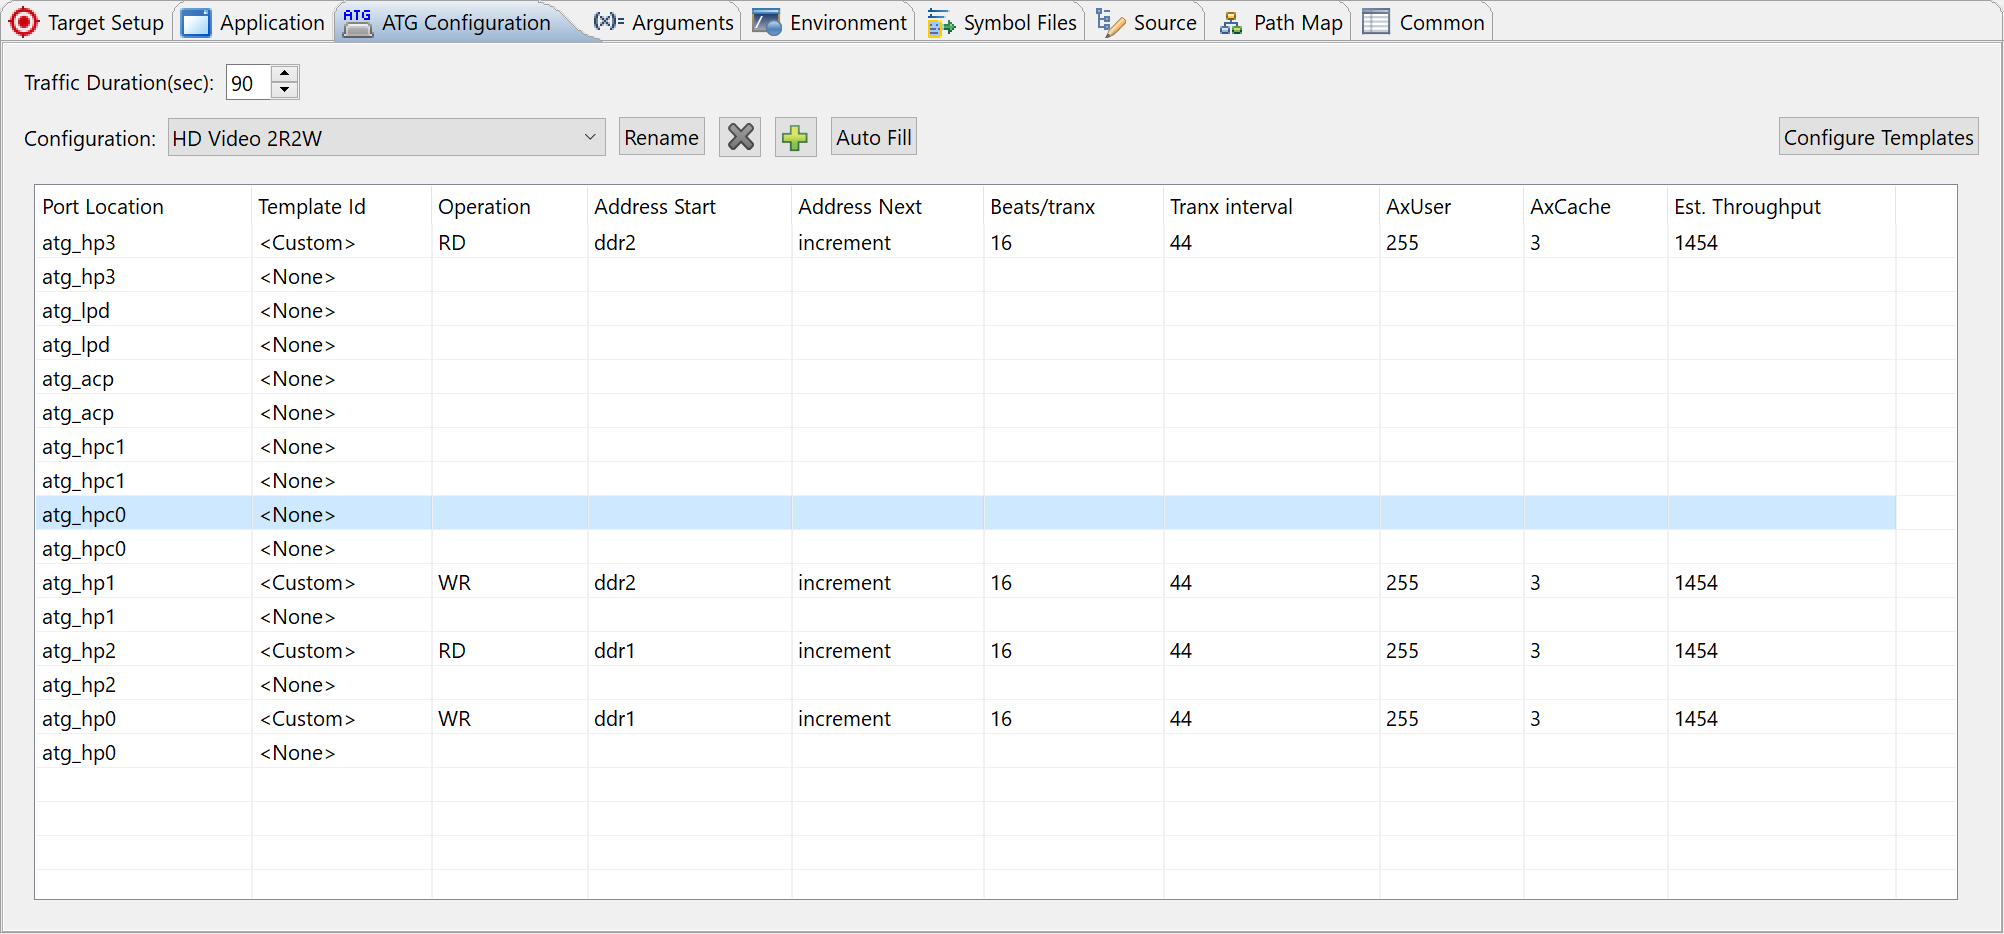 Target Setup Application ATG ATG Configuration (x)= Arguments Environment Symbol Files Source Path Map Common
Traffic Duration(sec): 90
Configuration: HD Video 2R2W Rename Auto Fill Configure Templates
Port Location Template Id Operation Address Start Address Next Beats/tranx Tranx interval AxUser AxCache Est. Throughput
atg_hp3 <Custom> RD ddr2 increment 16 44 255 3 1454
atg_hp3 <None>
atg_lpd <None>
atg_lpd <None>
atg_acp <None>
atg_acp <None>
atg_hpc1 <None>
atg_hpc1 <None>
atg_hpc0 <None>
atg_hpc0 <None>
atg_hp1 <Custom> WR ddr2 increment 16 44 255 3 1454
atg_hp1 <None>
atg_hp2 <Custom> RD ddr1 increment 16 44 255 3 1454
atg_hp2 <None>
atg_hp0 <Custom> WR ddr1 increment 16 44 255 3 1454
atg_hp0 <None>